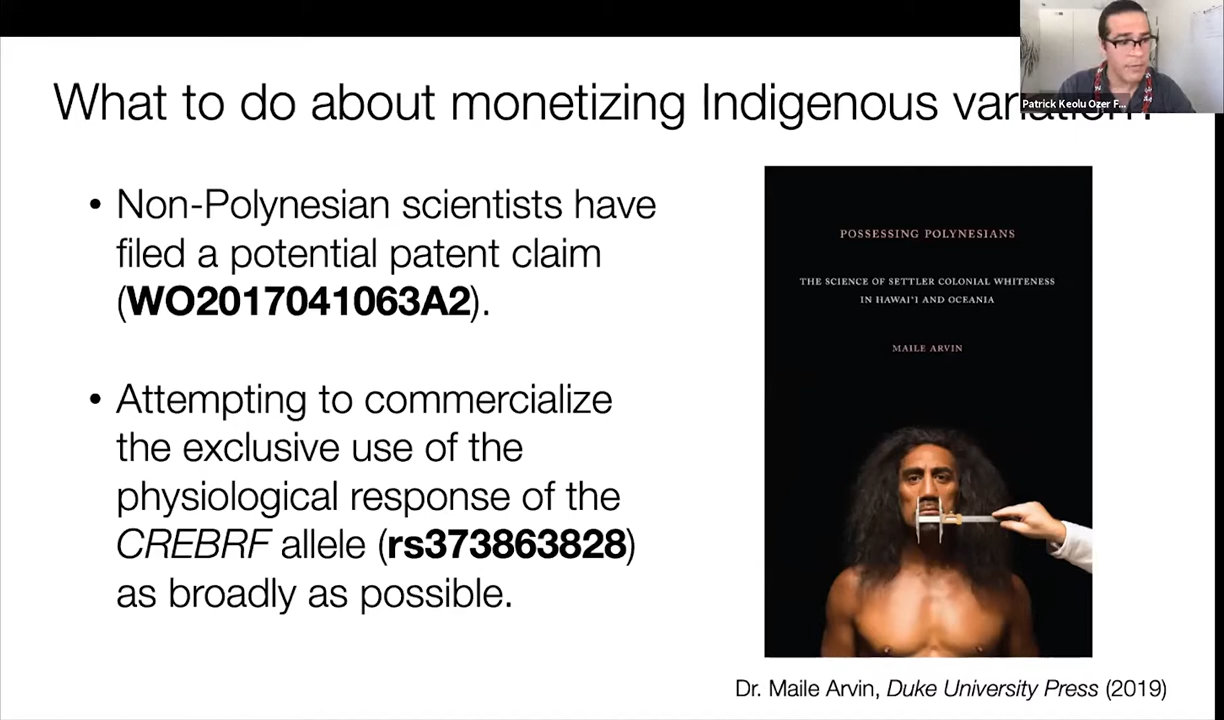 What to do about monetizing Indigenous variation?
Patrick Keolu Ozer F...
• Non-Polynesian scientists have
filed a potential patent claim
(WO2017041063A2).
• Attempting to commercialize
the exclusive use of the
physiological response of the
CREBRF allele (rs373863828)
as broadly as possible.
POSSESSING POLYNESIANS
THE SCIENCE OF SETTLER COLONIAL WHITENESS
IN HAWAI‘I AND OCEANIA
MAILE ARVIN
Dr. Maile Arvin, Duke University Press (2019)